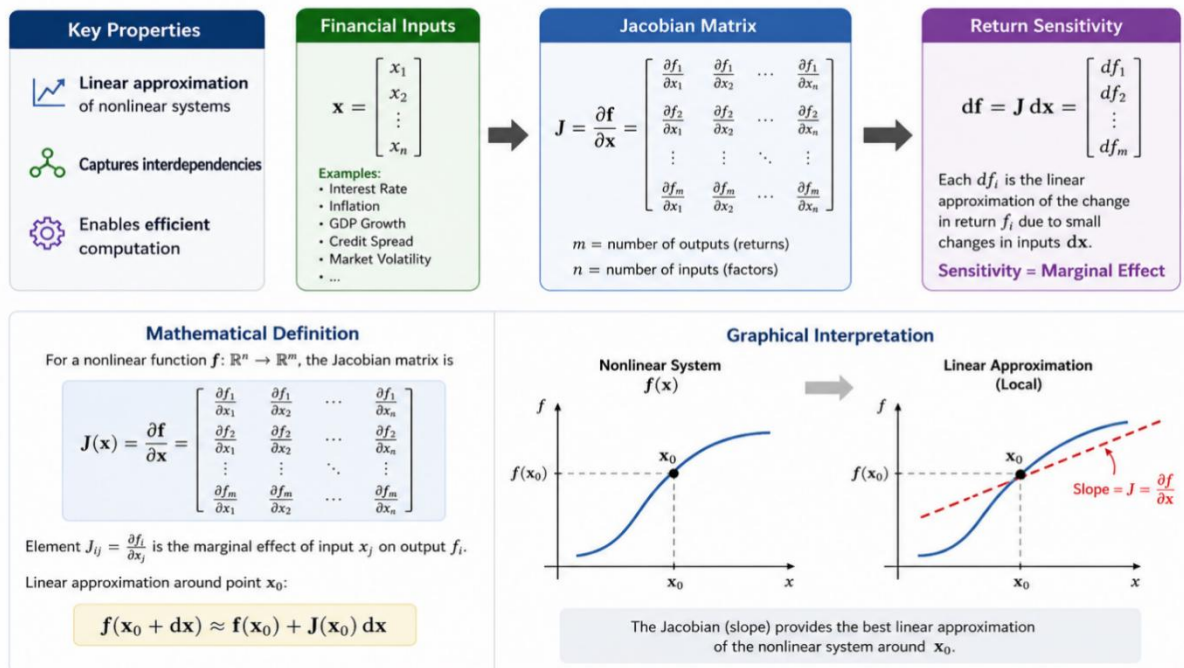 Key Properties
Linear approximation
of nonlinear systems
Captures interdependencies
Enables efficient
computation
Financial Inputs
x = [ x₁
x₂
⋮
xₙ ]
Examples:
• Interest Rate
• Inflation
• GDP Growth
• Credit Spread
• Market Volatility
• ...
Jacobian Matrix
J = ∂f/∂x = [ ∂f₁/∂x₁ ∂f₁/∂x₂ ⋯ ∂f₁/∂xₙ
∂f₂/∂x₁ ∂f₂/∂x₂ ⋯ ∂f₂/∂xₙ
⋮ ⋮ ⋱ ⋮
∂fₘ/∂x₁ ∂fₘ/∂x₂ ⋯ ∂fₘ/∂xₙ ]
m = number of outputs (returns)
n = number of inputs (factors)
Return Sensitivity
df = J dx = [ df₁
df₂
⋮
dfₘ ]
Each dfᵢ is the linear
approximation of the change
in return fᵢ due to small
changes in inputs dx.
Sensitivity = Marginal Effect
Mathematical Definition
For a nonlinear function f: ℝⁿ → ℝᵐ, the Jacobian matrix is
J(x) = ∂f/∂x = [ ∂f₁/∂x₁ ∂f₁/∂x₂ ⋯ ∂f₁/∂xₙ
∂f₂/∂x₁ ∂f₂/∂x₂ ⋯ ∂f₂/∂xₙ
⋮ ⋮ ⋱ ⋮
∂fₘ/∂x₁ ∂fₘ/∂x₂ ⋯ ∂fₘ/∂xₙ ]
Element Jᵢⱼ = ∂fᵢ/∂xⱼ is the marginal effect of input xⱼ on output fᵢ.
Linear approximation around point x₀:
f(x₀ + dx) ≈ f(x₀) + J(x₀) dx
Graphical Interpretation
Nonlinear System
f(x)
f
x₀
f(x₀)
x₀
x
Linear Approximation
(Local)
f
x₀
f(x₀)
Slope = J = ∂f/∂x
x₀
x
The Jacobian (slope) provides the best linear approximation
of the nonlinear system around x₀.